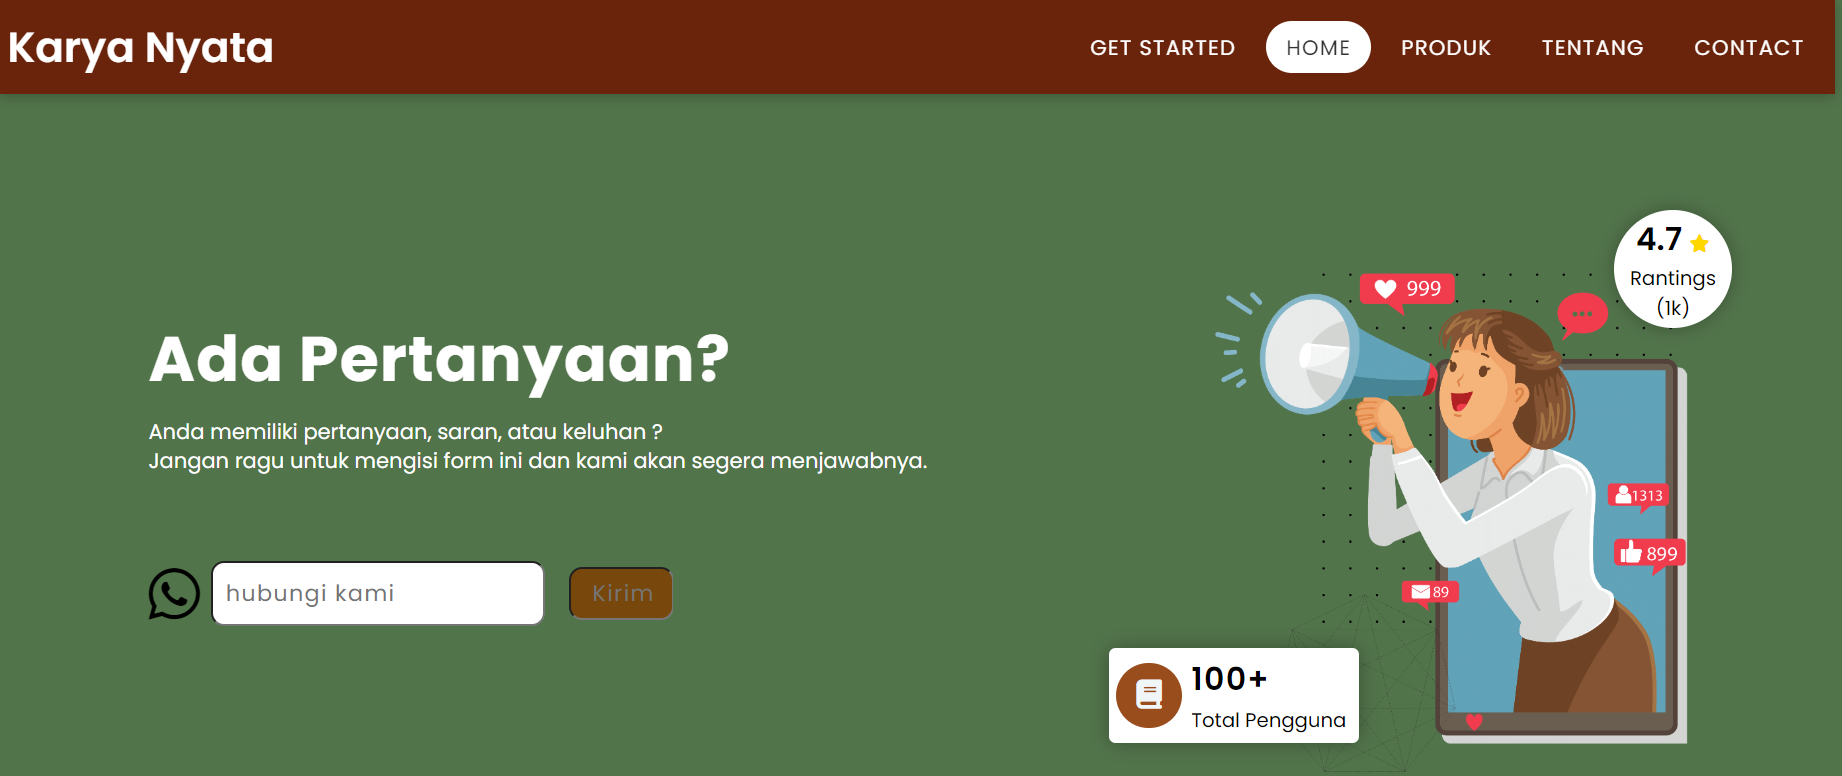 Karya Nyata
GET STARTED HOME PRODUK TENTANG CONTACT
4.7
Rantings
(1k)
999
Ada Pertanyaan?
Anda memiliki pertanyaan, saran, atau keluhan ?
Jangan ragu untuk mengisi form ini dan kami akan segera menjawabnya.
1313
899
hubungi kami
Kirim
89
100+
Total Pengguna